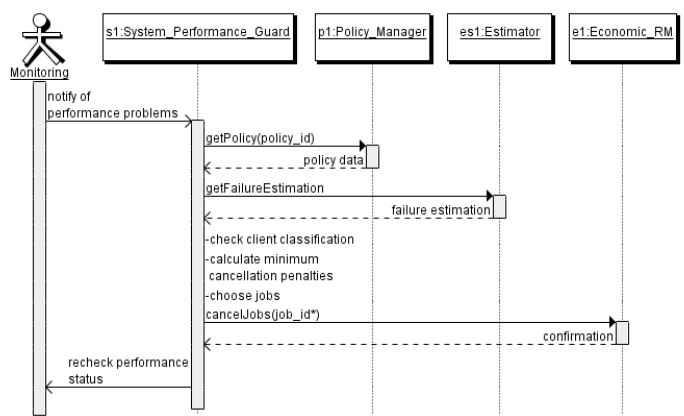 s1:System_Performance_Guard
p1:Policy_Manager
es1:Estimator
e1:Economic_RM
Monitoring
notify of
performance problems
getPolicy(policy_id)
policy data
getFailureEstimation
failure estimation
-check client classification
-calculate minimum
cancellation penalties
-choose jobs
cancelJobs(job_id*)
confirmation
recheck performance
status